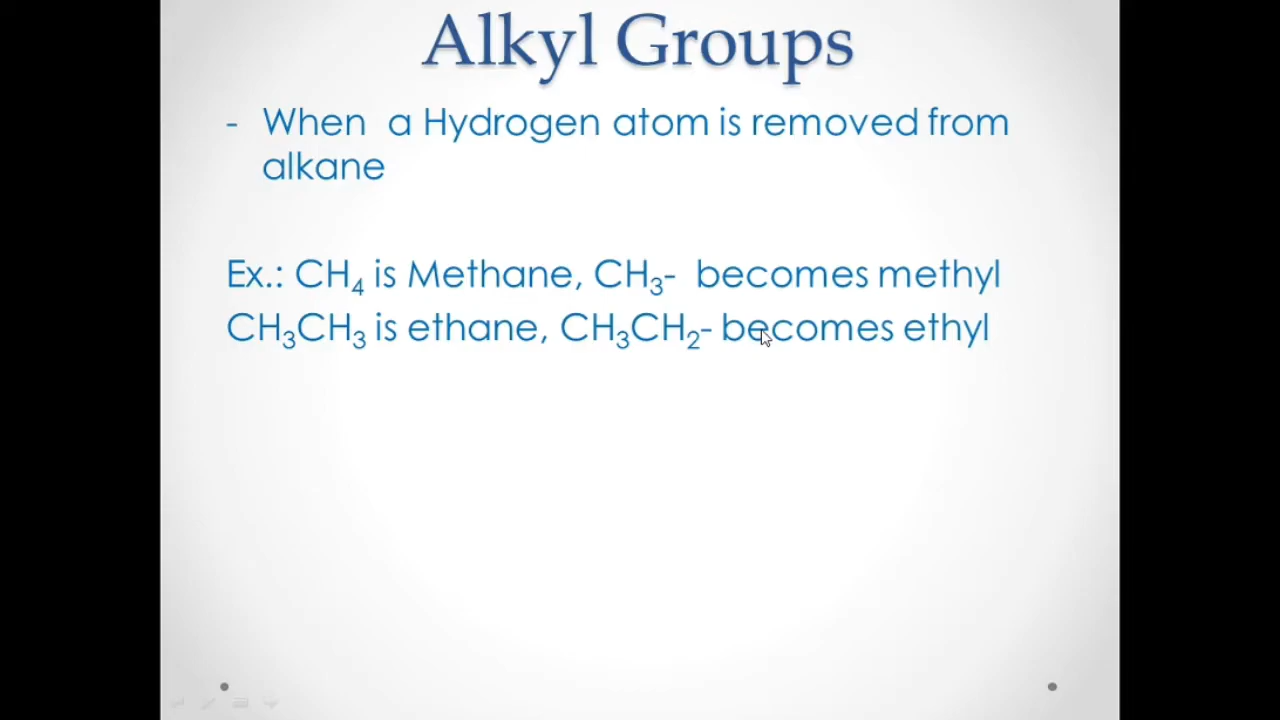 Alkyl Groups
- When a Hydrogen atom is removed from
alkane
Ex.: CH₄ is Methane, CH₃- becomes methyl
CH₃CH₃ is ethane, CH₃CH₂- becomes ethyl